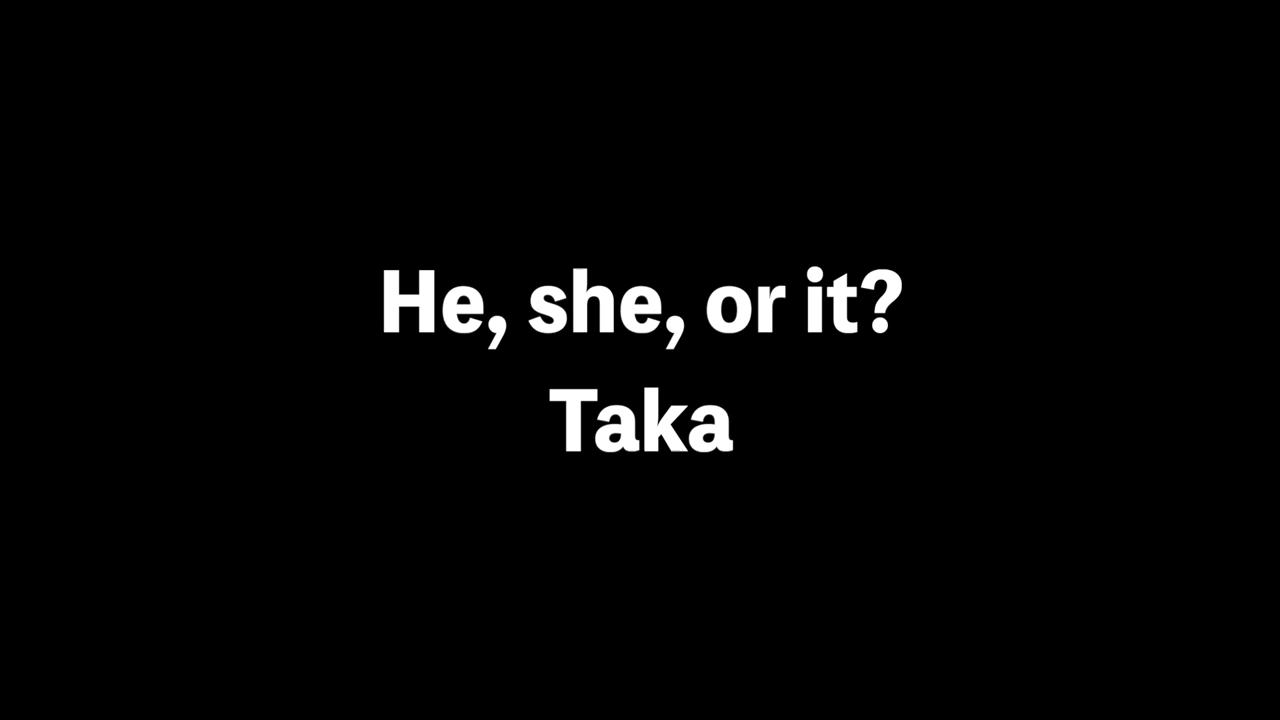 He, she, or it?
Taka